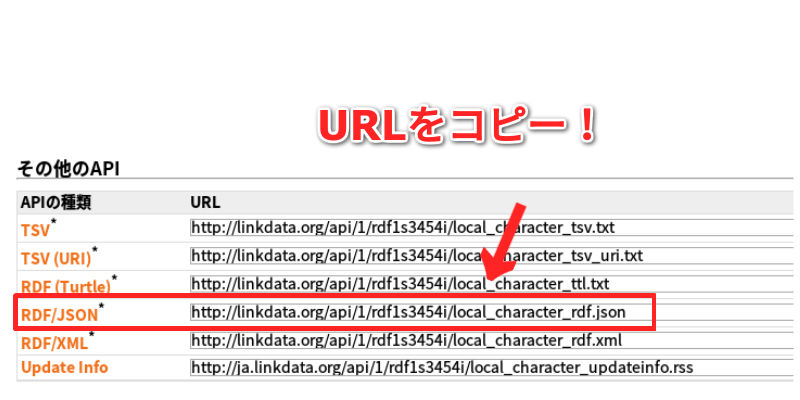 URLをコピー！
その他のAPI
APIの種類 URL
TSV* http://linkdata.org/api/1/rdf1s3454i/local_character_tsv.txt
TSV (URI)* http://linkdata.org/api/1/rdf1s3454i/local_character_tsv_uri.txt
RDF (Turtle)* http://linkdata.org/api/1/rdf1s3454i/local_character_ttl.txt
RDF/JSON* http://linkdata.org/api/1/rdf1s3454i/local_character_rdf.json
RDF/XML* http://linkdata.org/api/1/rdf1s3454i/local_character_rdf.xml
Update Info http://ja.linkdata.org/api/1/rdf1s3454i/local_character_updateinfo.rss